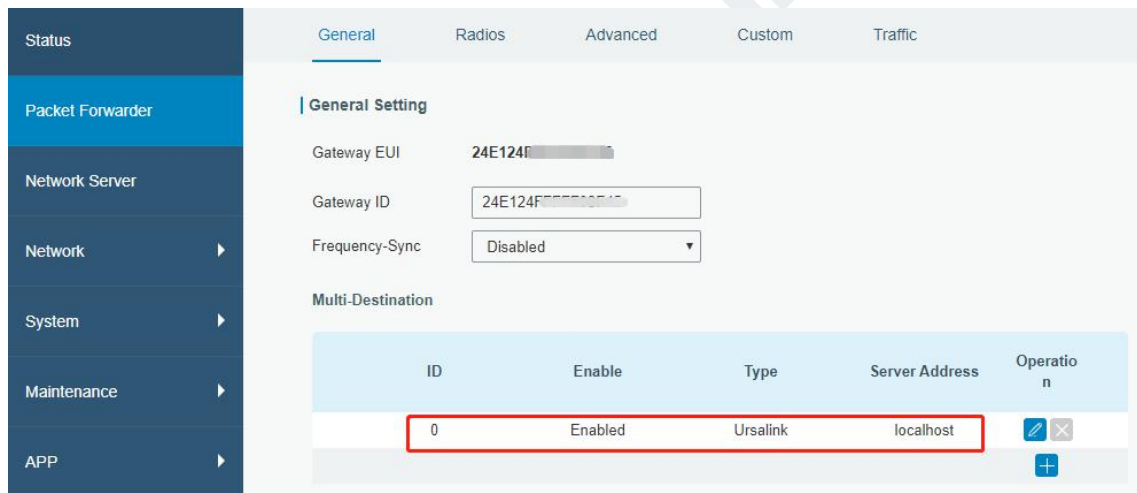 Status
General Radios Advanced Custom Traffic
Packet Forwarder
General Setting
Gateway EUI
Network Server
Gateway ID
Network
Frequency-Sync Disabled
Multi-Destination
System
ID Enable Type Server Address Operatio
n
Maintenance
0 Enabled Ursalink localhost
APP